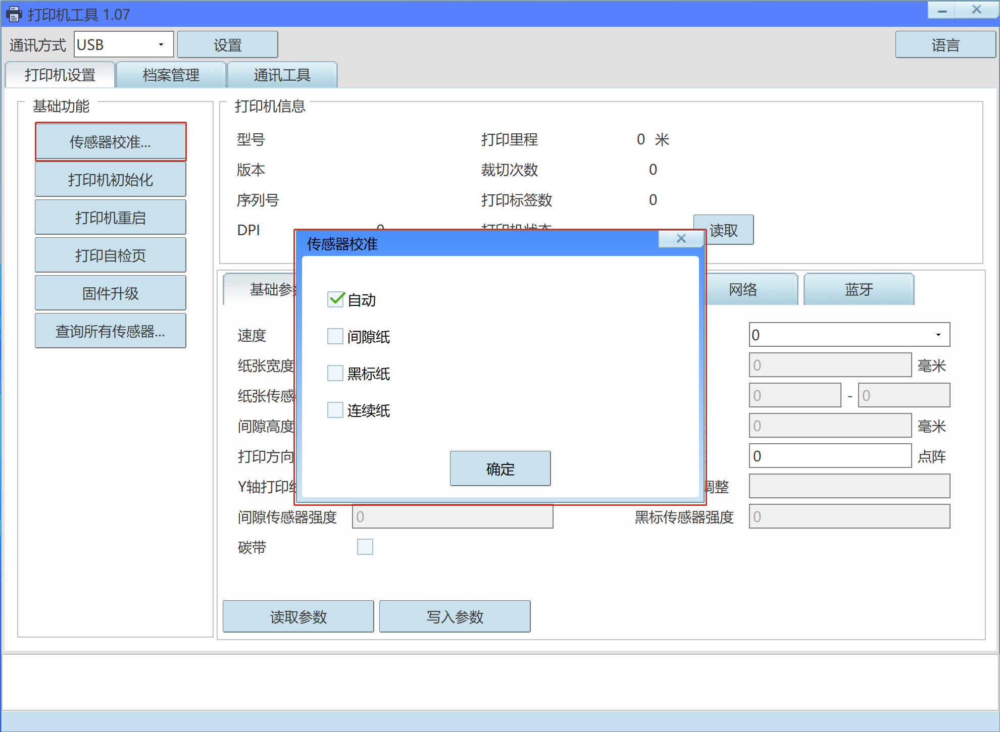 打印机工具 1.07
通讯方式 USB 设置 语言
打印机设置 档案管理 通讯工具
基础功能
传感器校准...
打印机初始化
打印机重启
打印自检页
固件升级
查询所有传感器...
打印机信息
型号 打印里程 0 米
版本 裁切次数 0
序列号 打印标签数 0
DPI 0 打印机状态 读取
传感器校准
自动
间隙纸
黑标纸
连续纸
确定
基础参 网络 蓝牙
速度 0
纸张宽度 0 毫米
纸张传感 0 - 0
间隙高度 0 毫米
打印方向 0 点阵
Y轴打印 调整
间隙传感器强度 0 黑标传感器强度 0
碳带
读取参数 写入参数